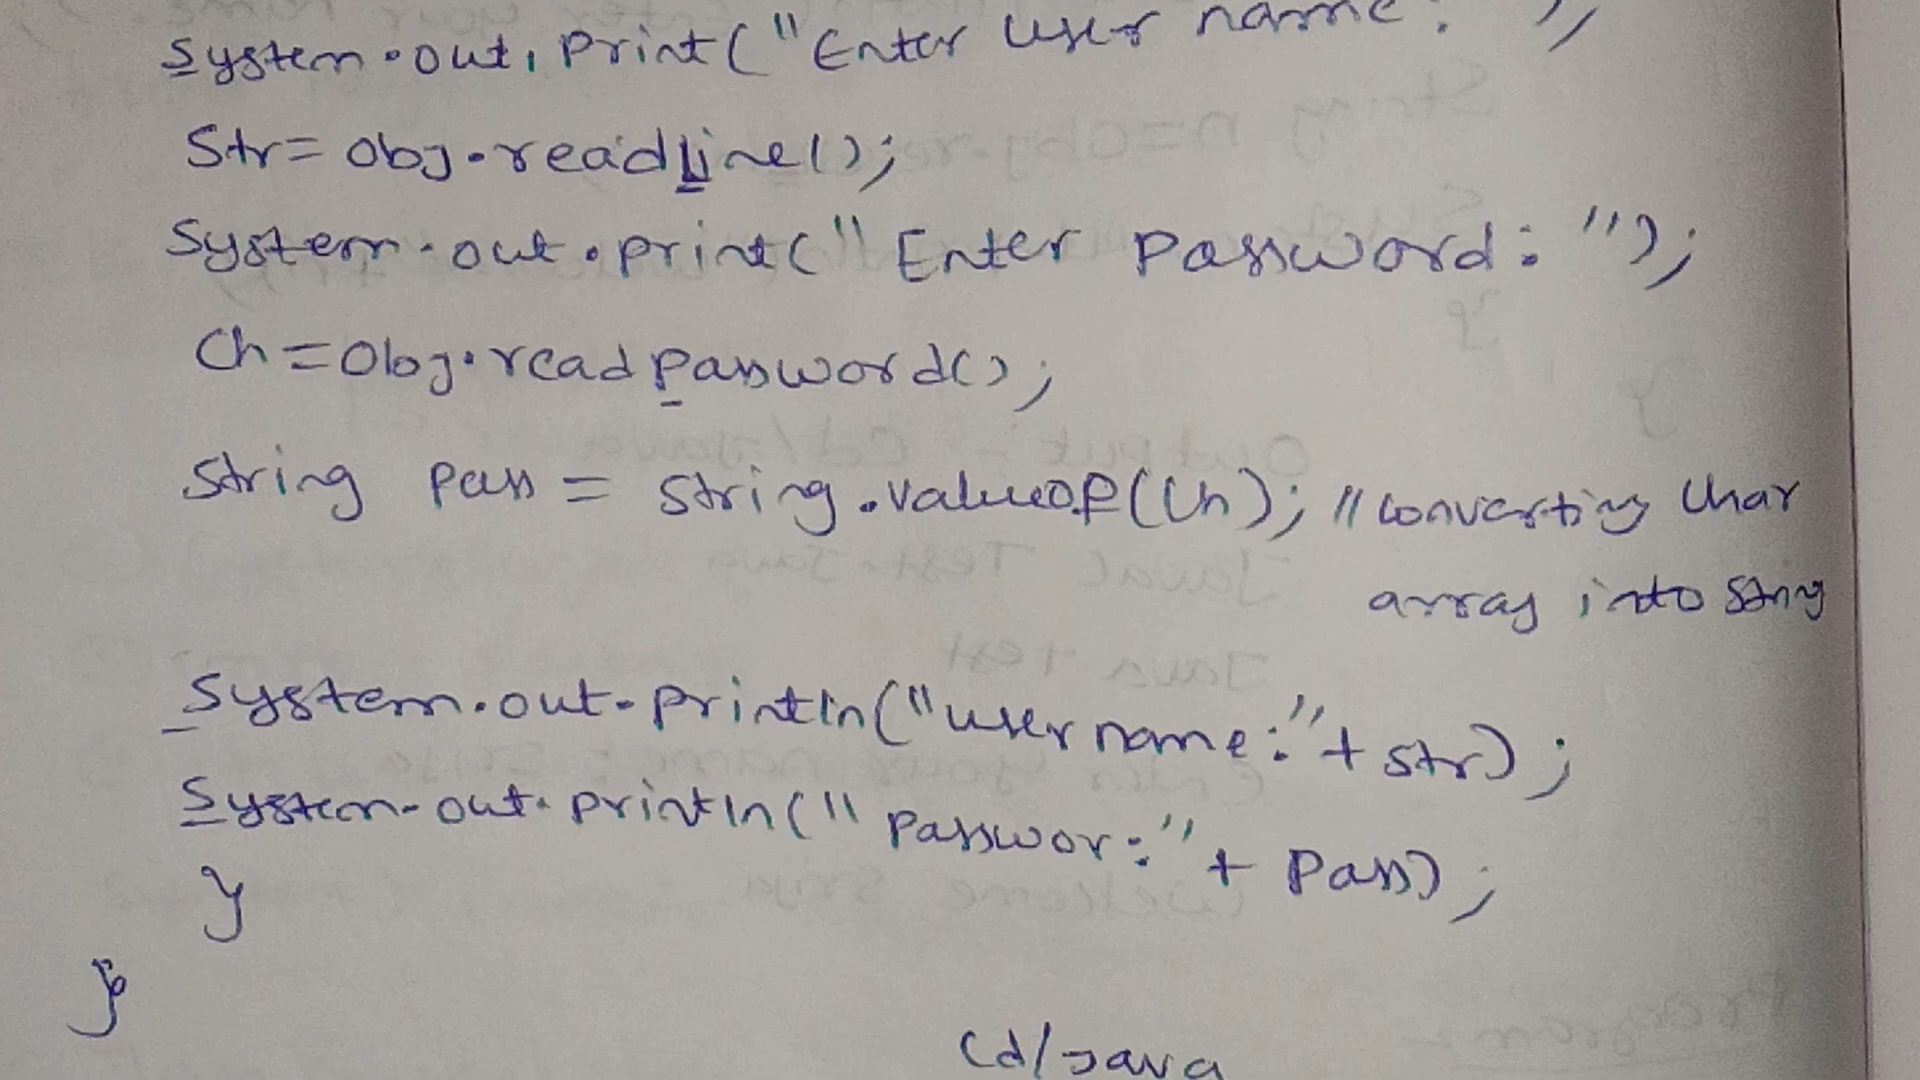 System.out.print("Enter user name: ");
Str= obj.readLine();
System.out.print(" Enter Password: ");
Ch=Obj.readPassword();
String pass = String.valueOf(Ch); //converting char
array into String
System.out.println("user name:"+ str);
System.out.println(" Passwor:"+ Pass);
}
}
Cd/Java